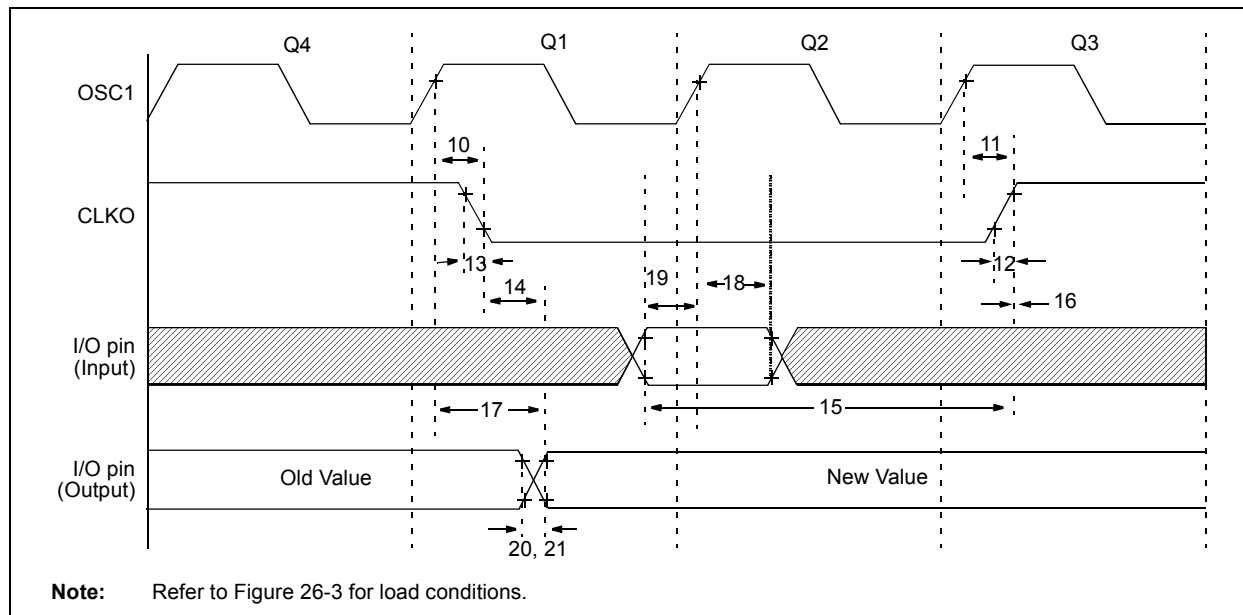 Q4 Q1 Q2 Q3
OSC1
10 11
CLKO
13 12
14 19 18 16
I/O pin
(Input)
17 15
I/O pin
(Output)
Old Value New Value
20, 21
Note: Refer to Figure 26-3 for load conditions.